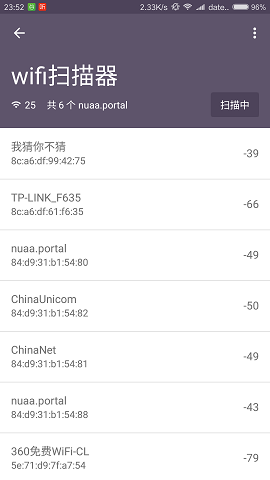 23:52 2.33K/s date.. 96%
wifi扫描器
25 共 6 个 nuaa.portal 扫描中
我猜你不猜 -39
8c:a6:df:99:42:75
TP-LINK_F635 -66
8c:a6:df:61:f6:35
nuaa.portal -49
84:d9:31:b1:54:80
ChinaUnicom -50
84:d9:31:b1:54:82
ChinaNet -49
84:d9:31:b1:54:81
nuaa.portal -43
84:d9:31:b1:54:88
360免费WiFi-CL -79
5e:71:d9:7f:a7:54